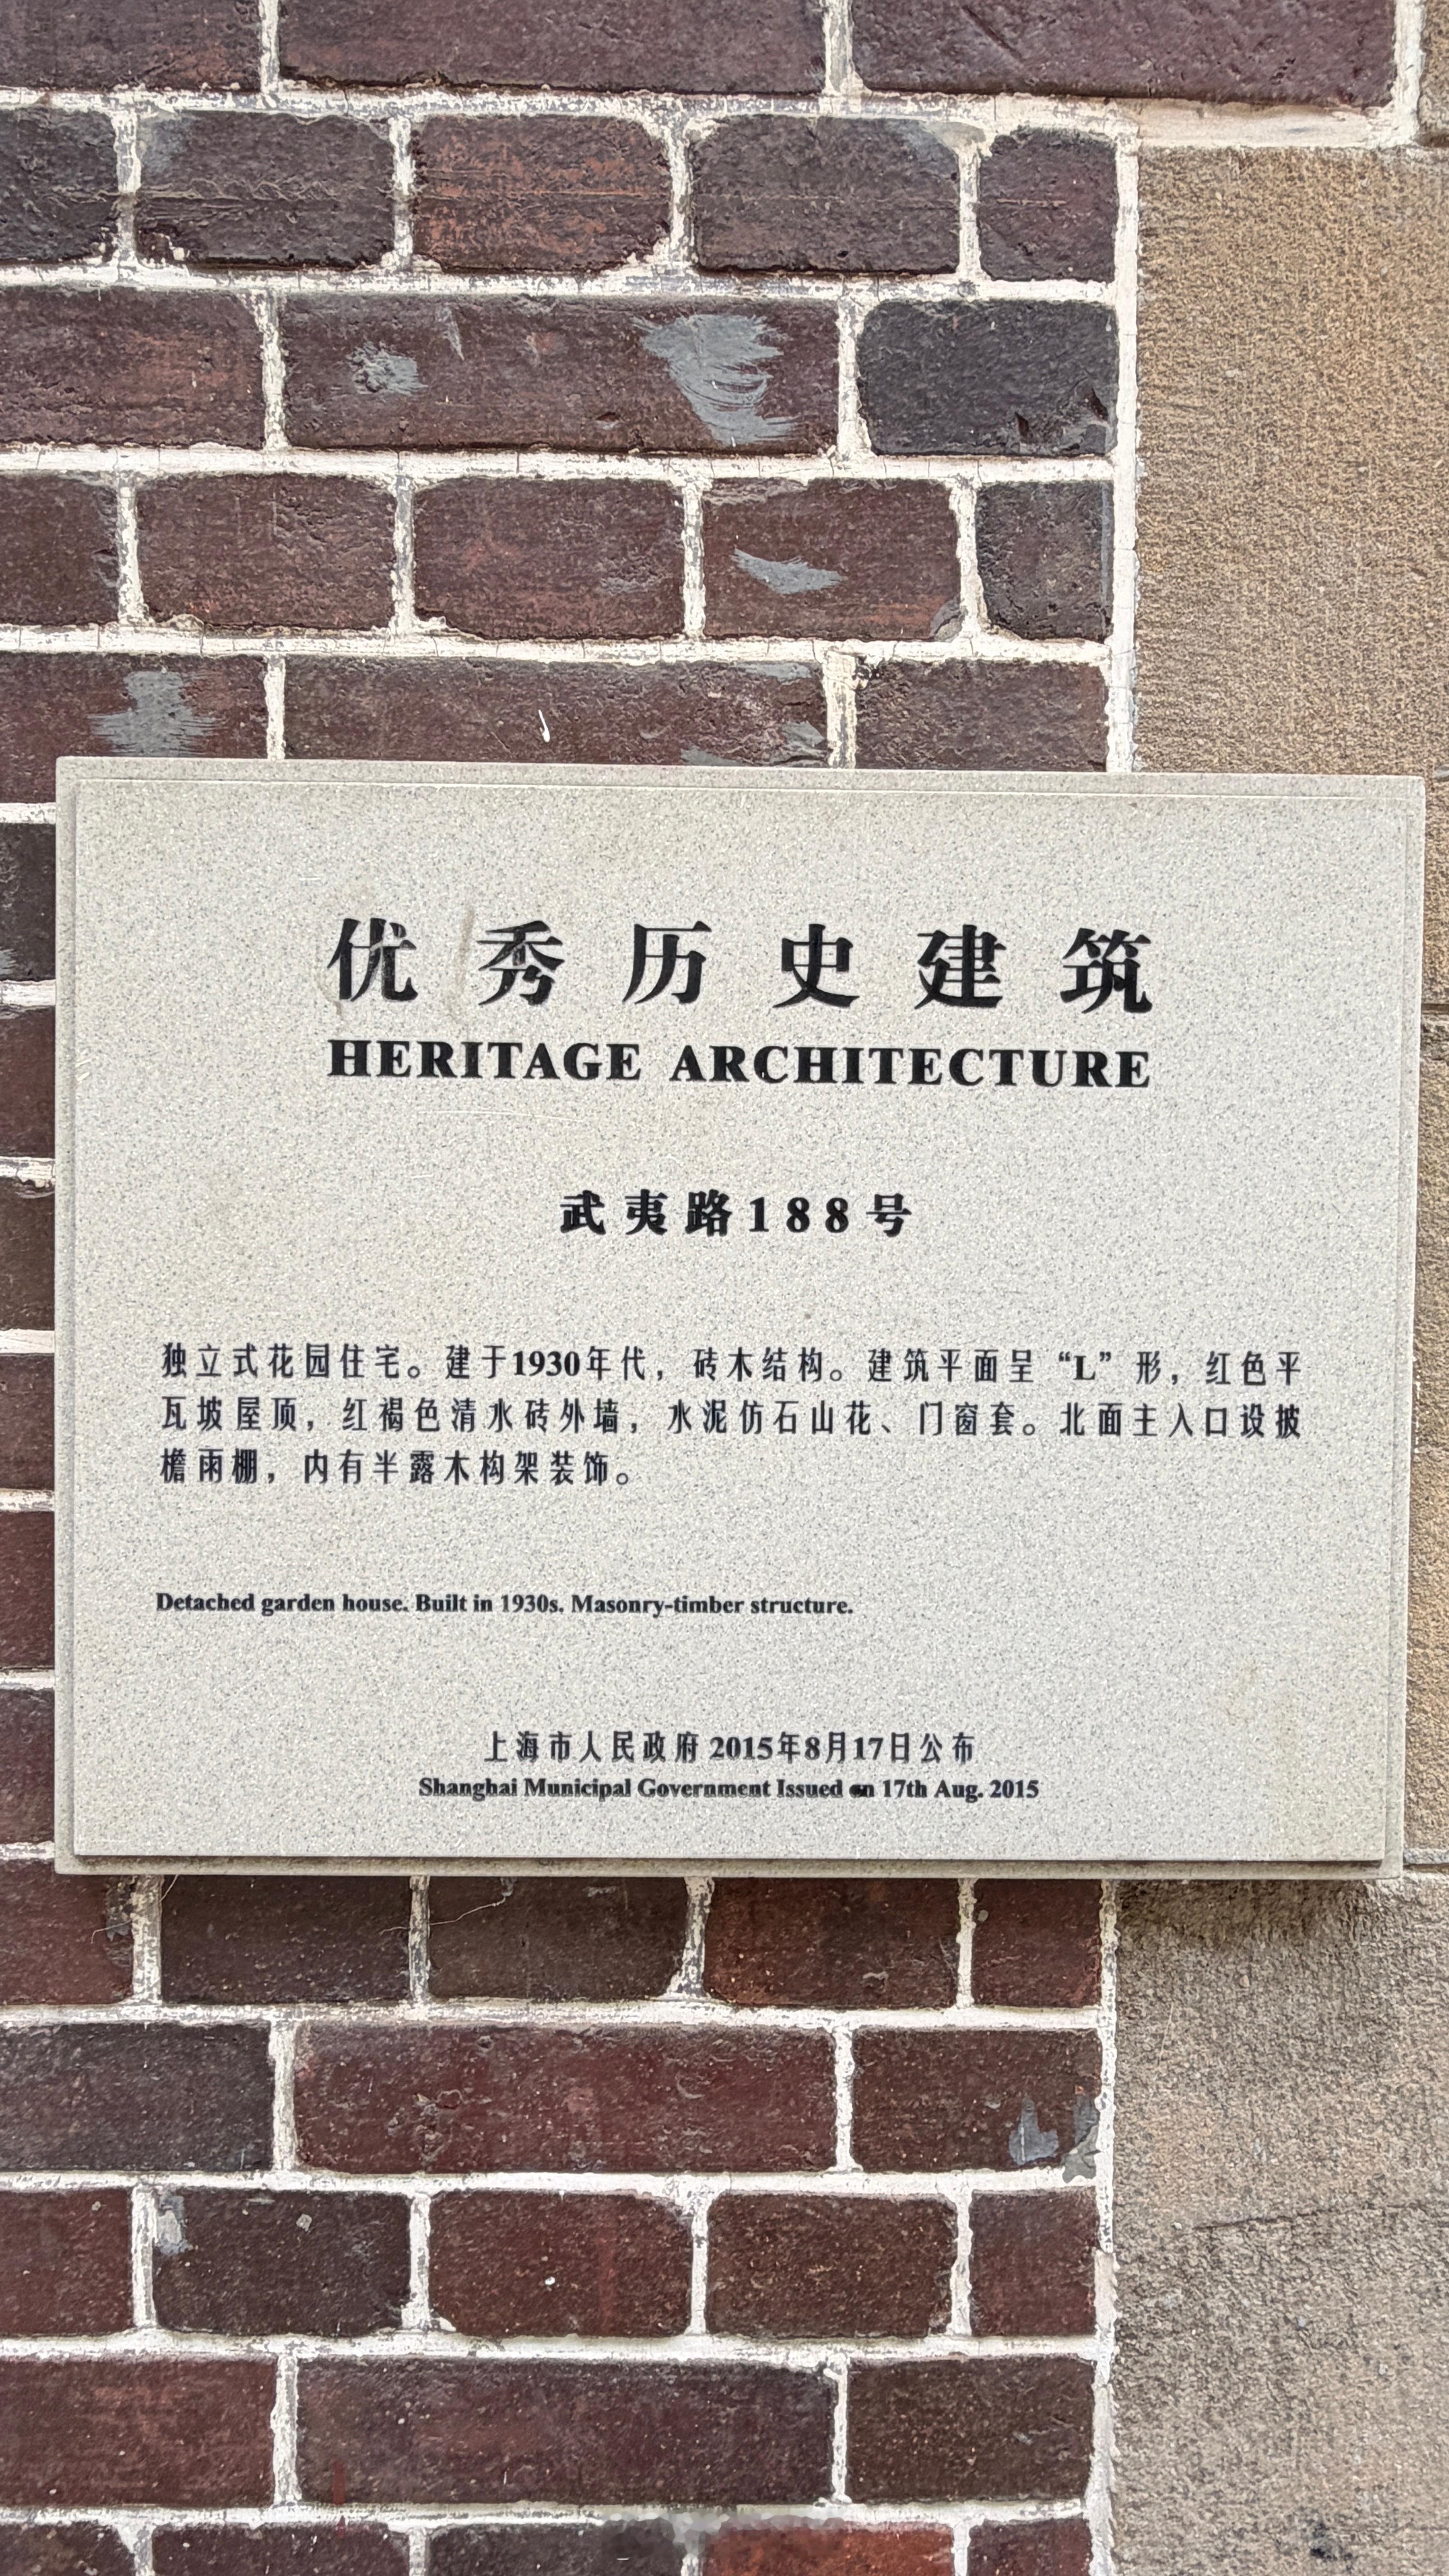 优秀历史建筑
HERITAGE ARCHITECTURE
武夷路188号
独立式花园住宅。建于1930年代，砖木结构。建筑平面呈“L”形，红色平
瓦坡屋顶，红褐色清水砖外墙，水泥仿石山花、门窗套。北面主入口设披
檐雨棚，内有半露木构架装饰。
Detached garden house. Built in 1930s. Masonry-timber structure.
上海市人民政府 2015年8月17日公布
Shanghai Municipal Government Issued on 17th Aug. 2015